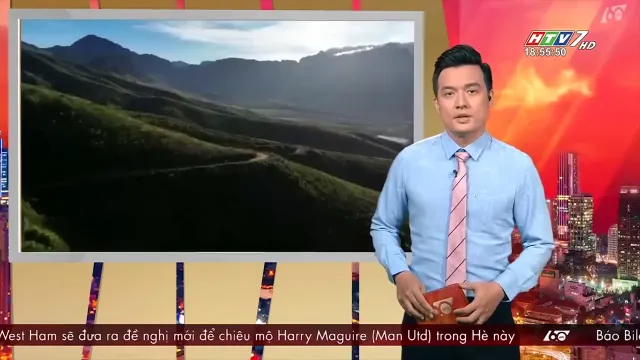 HTV7 HD
18:55:50
West Ham sẽ đưa ra đề nghị mới để chiêu mộ Harry Maguire (Man Utd) trong Hè này
Báo